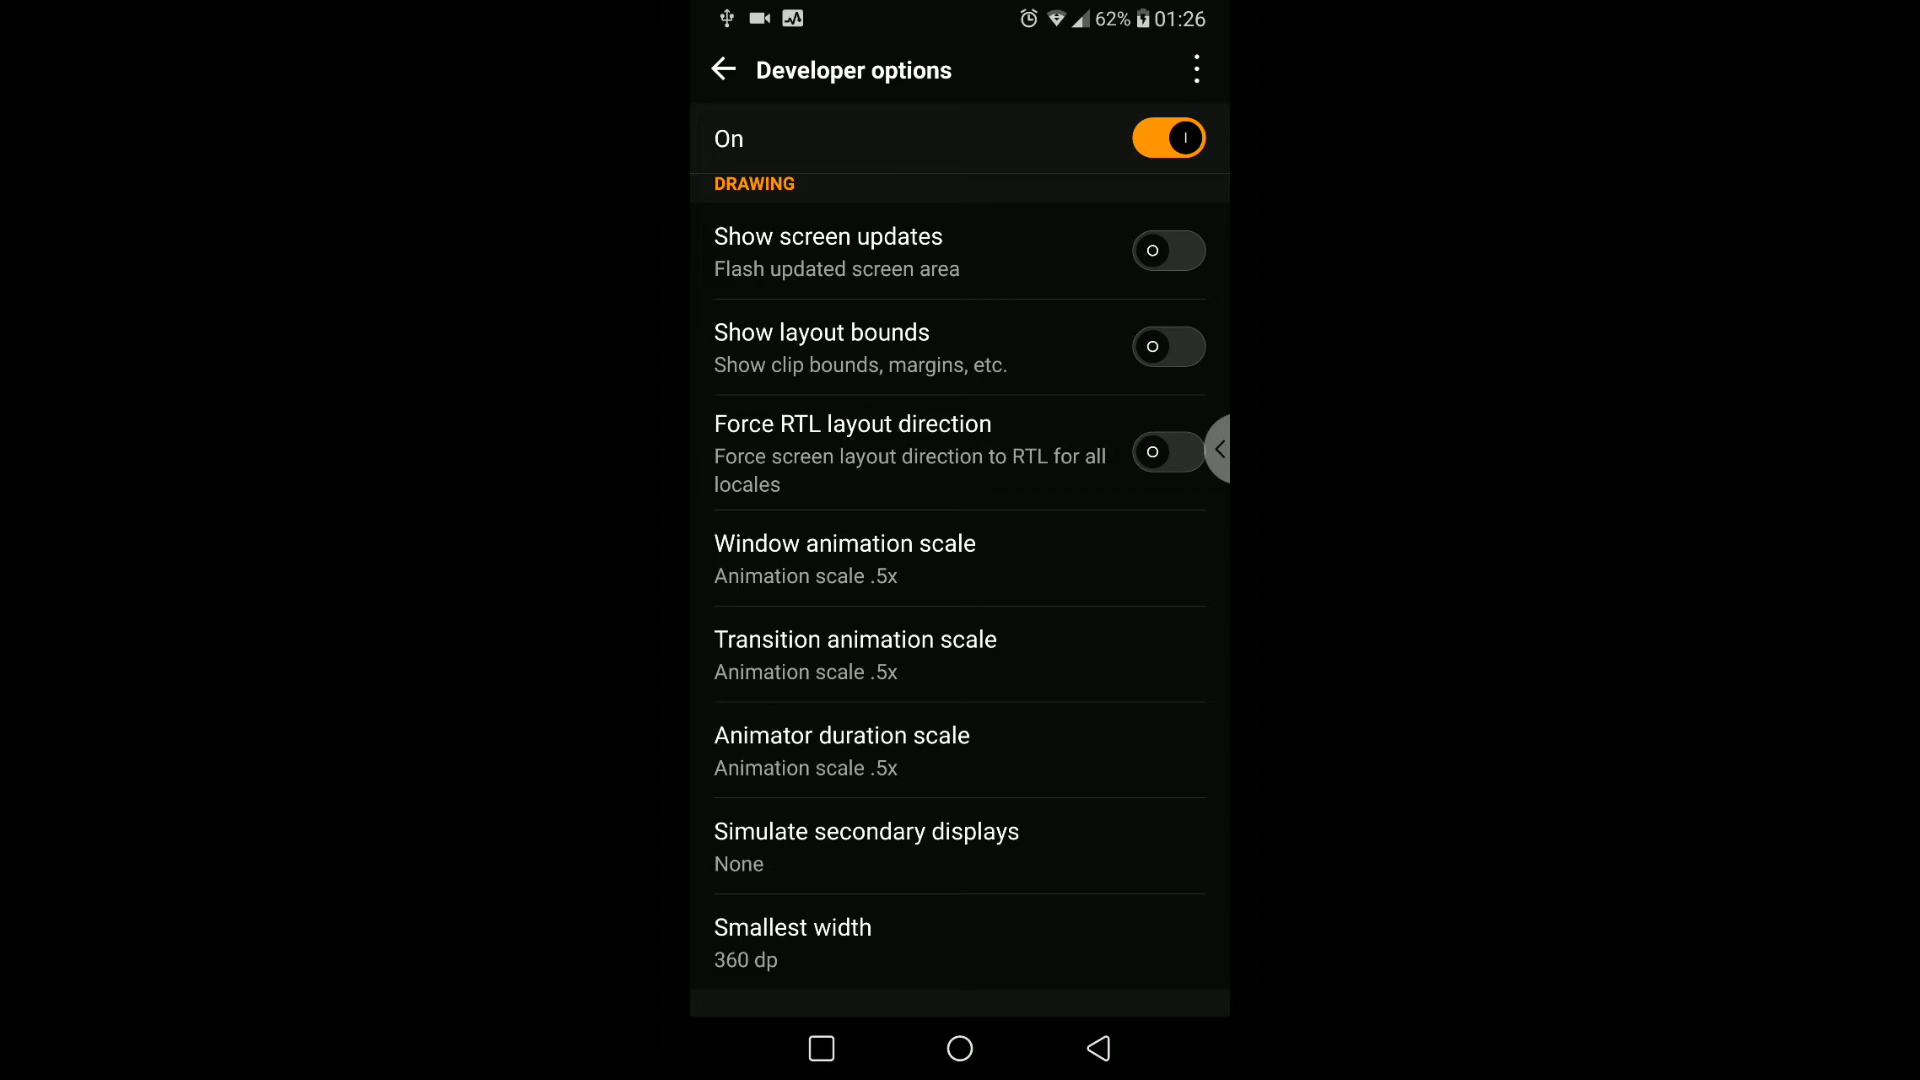 62% 01:26
Developer options
On
DRAWING
Show screen updates
Flash updated screen area
Show layout bounds
Show clip bounds, margins, etc.
Force RTL layout direction
Force screen layout direction to RTL for all
locales
Window animation scale
Animation scale .5x
Transition animation scale
Animation scale .5x
Animator duration scale
Animation scale .5x
Simulate secondary displays
None
Smallest width
360 dp